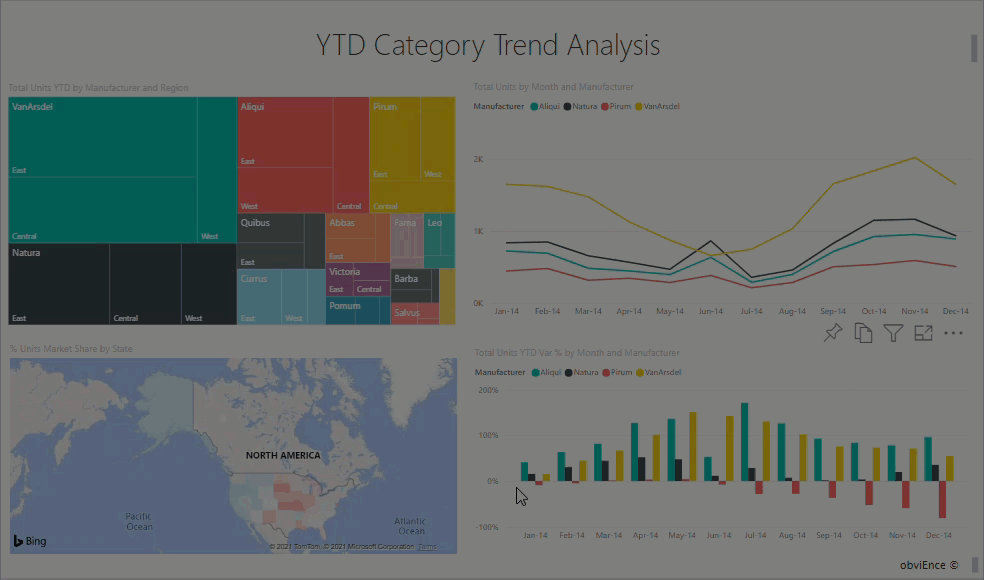 YTD Category Trend Analysis
Total Units YTD by Manufacturer and Region
VanArsdel
East
Central
West
Natura
East
Central
West
Aliqui
East
West
Central
Pirum
East
West
Central
Quibus
East
Currus
East
West
Abbas
East
Victoria
East
Central
Pomum
Fama
Leo
Barba
Salvus
Total Units by Month and Manufacturer
Manufacturer Aliqui Natura Pirum VanArsdel
2K
1K
0K
Jan-14 Feb-14 Mar-14 Apr-14 May-14 Jun-14 Jul-14 Aug-14 Sep-14 Oct-14 Nov-14 Dec-14
% Units Market Share by State
NORTH AMERICA
Pacific
Ocean
Atlantic
Ocean
Bing
© 2021 TomTom, © 2021 Microsoft Corporation Terms
Total Units YTD Var % by Month and Manufacturer
Manufacturer Aliqui Natura Pirum VanArsdel
200%
100%
0%
-100%
Jan-14 Feb-14 Mar-14 Apr-14 May-14 Jun-14 Jul-14 Aug-14 Sep-14 Oct-14 Nov-14 Dec-14
obviEnce ©